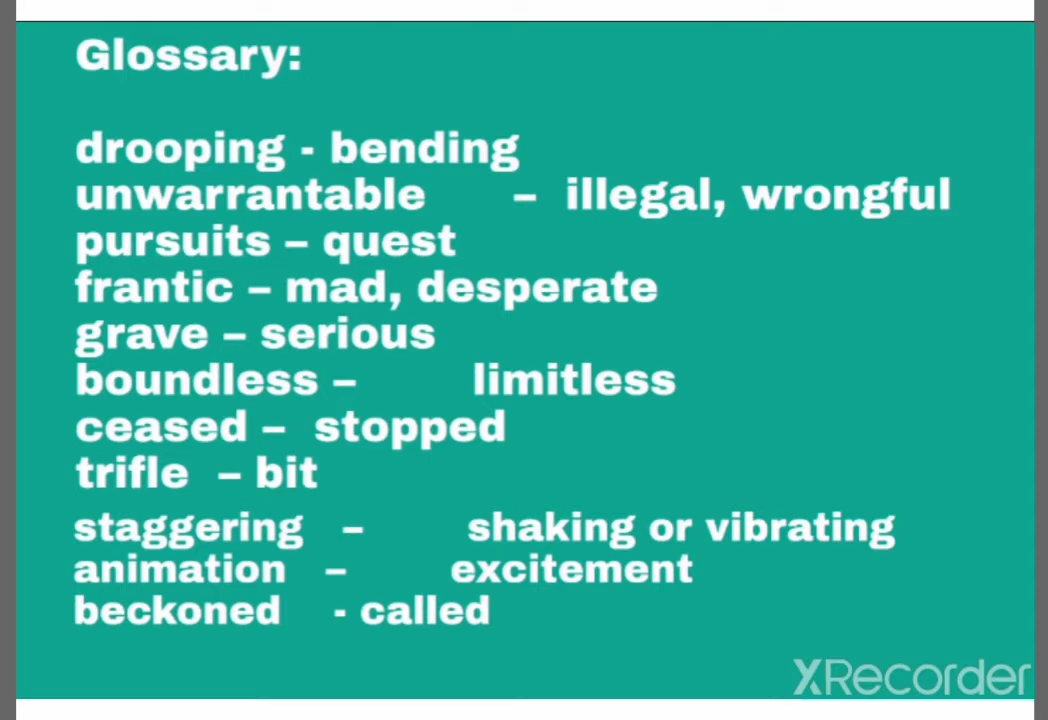 Glossary:
drooping - bending
unwarrantable – illegal, wrongful
pursuits – quest
frantic – mad, desperate
grave – serious
boundless – limitless
ceased – stopped
trifle – bit
staggering – shaking or vibrating
animation – excitement
beckoned - called
XRecorder